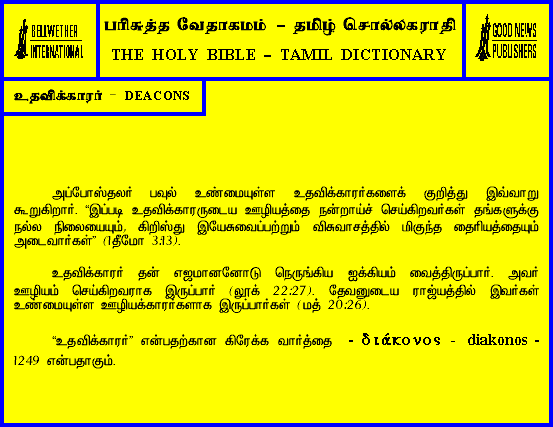 BELLWETHER
INTERNATIONAL
பரிசுத்த வேதாகமம் – தமிழ் சொல்லகராதி
THE HOLY BIBLE – TAMIL DICTIONARY
GOOD NEWS
PUBLISHERS
உதவிக்காரர் – DEACONS
அப்போஸ்தலர் பவுல் உண்மையுள்ள உதவிக்காரர்களைக் குறித்து இவ்வாறு
கூறுகிறார். “இப்படி உதவிக்காரருடைய ஊழியத்தை நன்றாய்ச் செய்கிறவர்கள் தங்களுக்கு
நல்ல நிலையையும், கிறிஸ்து இயேசுவைப்பற்றும் விசுவாசத்தில் மிகுந்த தைரியத்தையும்
அடைவார்கள்” (1தீமோ 3:13).
உதவிக்காரர் தன் எஜமானனோடு நெருங்கிய ஐக்கியம் வைத்திருப்பார். அவர்
ஊழியம் செய்கிறவராக இருப்பார் (லூக் 22:27). தேவனுடைய ராஜ்யத்தில் இவர்கள்
உண்மையுள்ள ஊழியக்காரர்களாக இருப்பார்கள் (மத் 20:26).
“உதவிக்காரர்” என்பதற்கான கிரேக்க வார்த்தை - διάκονος - diakonos -
1249 என்பதாகும்.